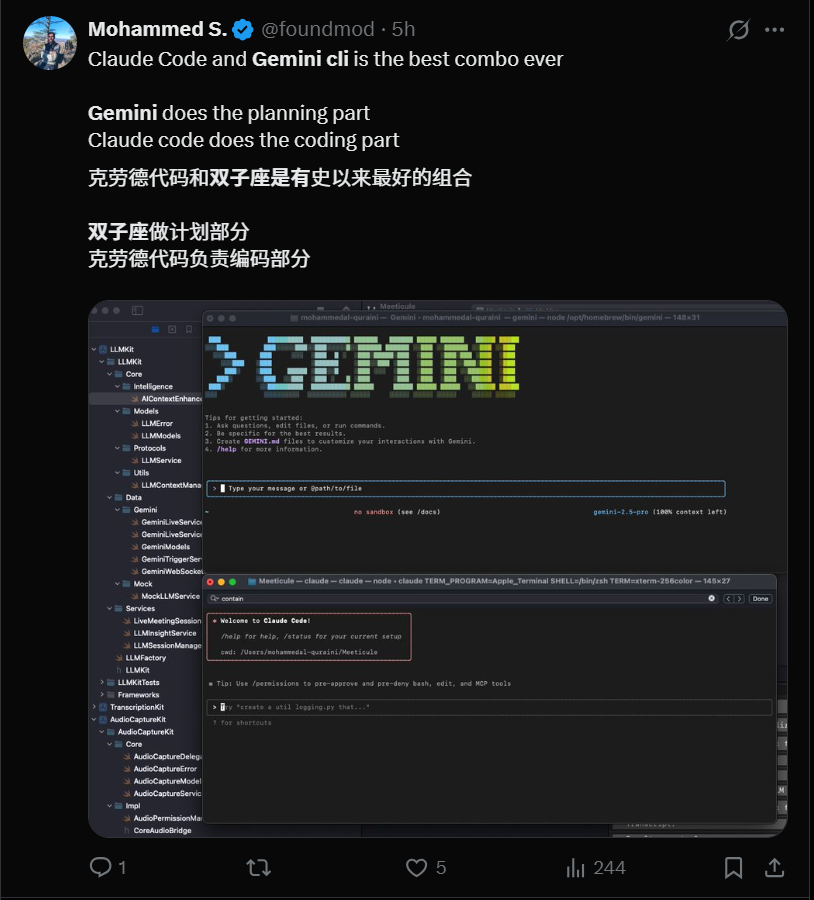 Mohammed S. @foundmod · 5h
Claude Code and Gemini cli is the best combo ever
Gemini does the planning part
Claude code does the coding part
克劳德代码和双子座是有史以来最好的组合
双子座做计划部分
克劳德代码负责编码部分
Meeticule
mohammedal-quraini — Gemini - mohammedal-quraini — gemini — node /opt/homebrew/bin/gemini — 148×31
LLMKit
LLMKit
Core
Intelligence
AIContextEnhanc
Models
LLMError
LLMModels
Protocols
LLMService
Utils
LLMContextMana
Data
Gemini
GeminiLiveServic
GeminiLiveServic
GeminiModels
GeminiTriggerSer
GeminiWebSocke
Mock
MockLLMService
Services
LiveMeetingSession
LLMInsightService
LLMSessionManage
LLMFactory
LLMKit
LLMKitTests
Frameworks
TranscriptionKit
AudioCaptureKit
AudioCaptureKit
Core
AudioCaptureDeleg
AudioCaptureError
AudioCaptureModel
AudioCaptureServic
Impl
AudioPermissionMa
CoreAudioBridge
>GEMINI
Tips for getting started:
1. Ask questions, edit files, or run commands.
2. Be specific for the best results.
3. Create GEMINI.md files to customize your interactions with Gemini.
4. /help for more information.
> Type your message or @path/to/file
~ no sandbox (see /docs) gemini-2.5-pro (100% context left)
Meeticule — claude — claude — node • claude TERM_PROGRAM=Apple_Terminal SHELL=/bin/zsh TERM=xterm-256color — 145×27
contain Done
Welcome to Claude Code!
/help for help, /status for your current setup
cwd: /Users/mohammedal-quraini/Meeticule
Tip: Use /permissions to pre-approve and pre-deny bash, edit, and MCP tools
> Try "create a util logging.py that..."
? for shortcuts
1 5 244